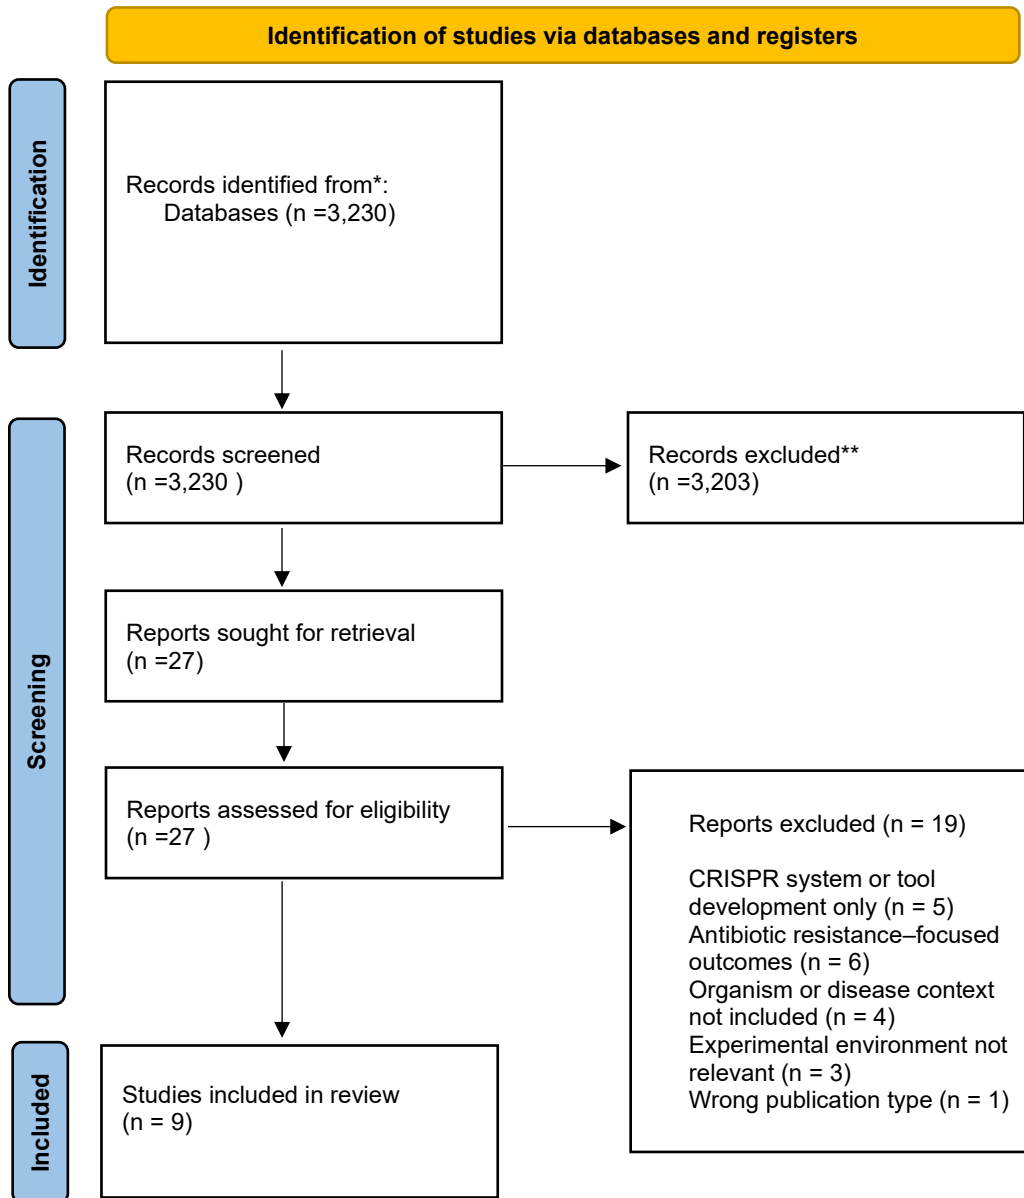 Identification of studies via databases and registers
Identification
Records identified from*:
Databases (n =3,230)
Screening
Records screened
(n =3,230 )
Records excluded**
(n =3,203)
Reports sought for retrieval
(n =27)
Reports assessed for eligibility
(n =27 )
Reports excluded (n = 19)
CRISPR system or tool
development only (n = 5)
Antibiotic resistance–focused
outcomes (n = 6)
Organism or disease context
not included (n = 4)
Experimental environment not
relevant (n = 3)
Wrong publication type (n = 1)
Included
Studies included in review
(n = 9)